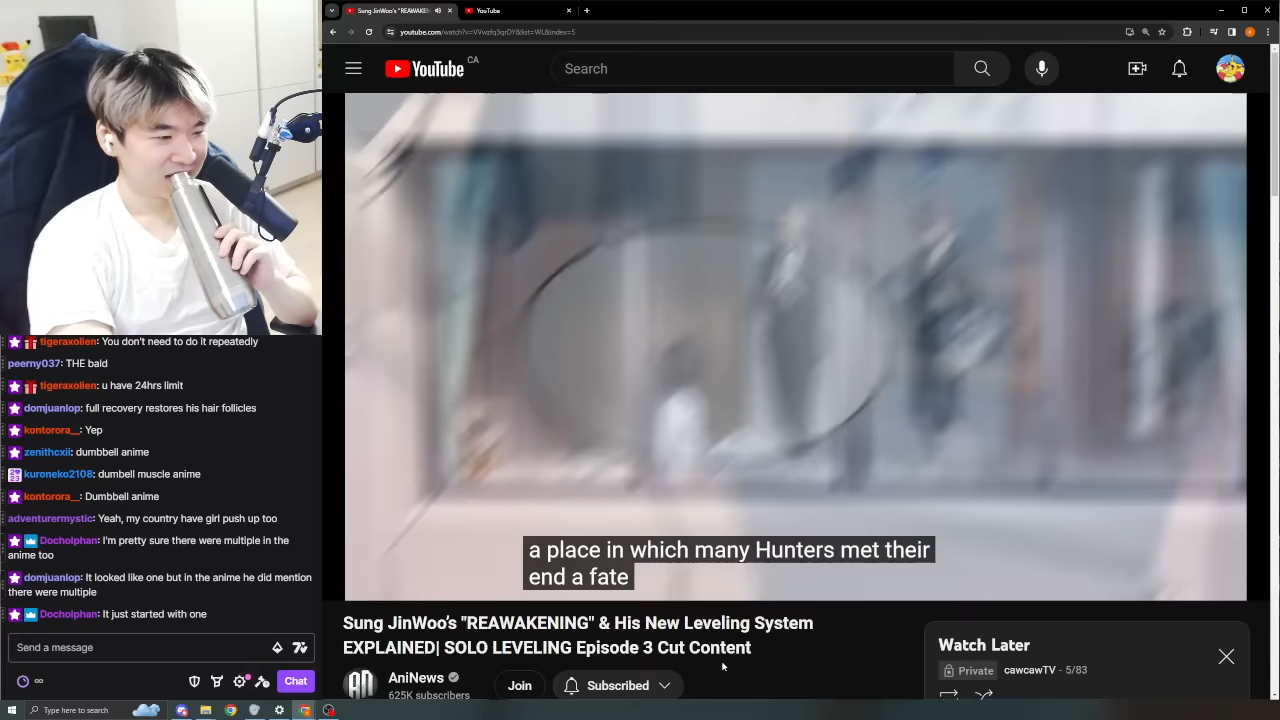 Sung JinWoo's "REAWAKEN
YouTube
youtube.com/watch?v=VVwzfq3qrDY&list=WL&index=5
YouTube CA
Search
a place in which many Hunters met their
end a fate
Sung JinWoo's "REAWAKENING" & His New Leveling System
EXPLAINED| SOLO LEVELING Episode 3 Cut Content
AniNews
625K subscribers
Join
Subscribed
Watch Later
Private
cawcawTV - 5/83
tigeraxolien: You don't need to do it repeatedly
peerny037: THE bald
tigeraxolien: u have 24hrs limit
domjuanlop: full recovery restores his hair follicles
kontorora__: Yep
zenithcxii: dumbbell anime
kuroneko2108: dumbell muscle anime
kontorora__: Dumbbell anime
adventurermystic: Yeah, my country have girl push up too
Docholphan: I'm pretty sure there were multiple in the
anime too
domjuanlop: It looked like one but in the anime he did mention
there were multiple
Docholphan: It just started with one
Send a message
Chat
Type here to search